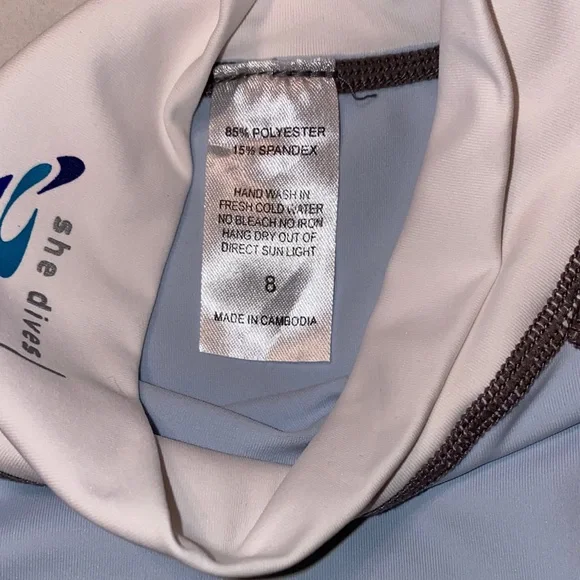 85% POLYESTER
15% SPANDEX
HAND WASH IN
FRESH COLD WATER
NO BLEACH NO IRON
HANG DRY OUT OF
DIRECT SUN LIGHT
8
MADE IN CAMBODIA
she dives